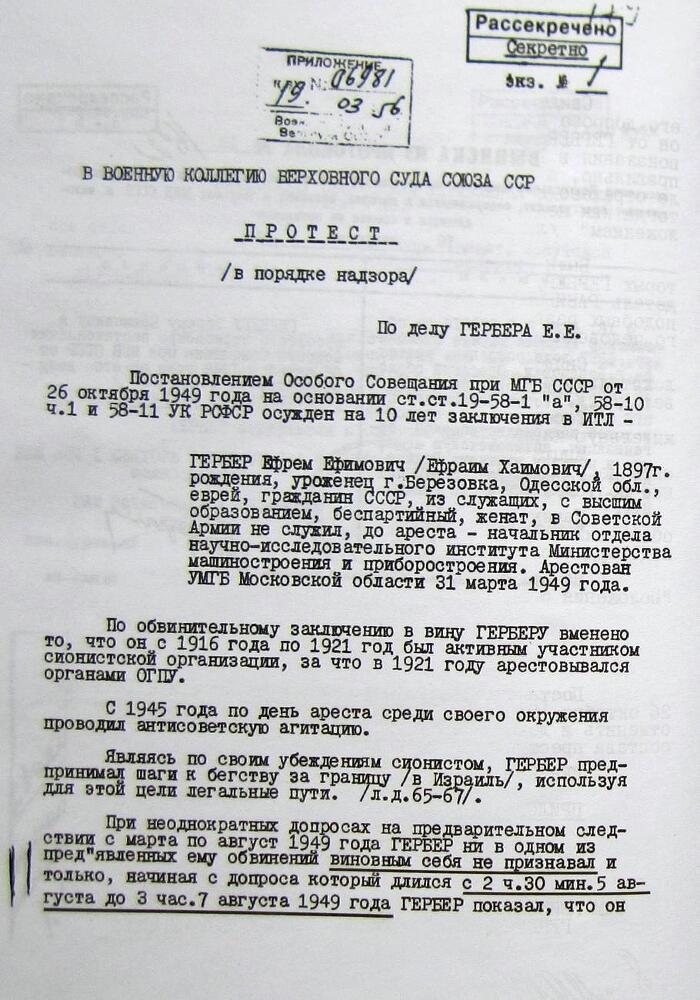 Рассекречено
Секретно
Экз. № 1
ПРИЛОЖЕНИЕ
к вх. № 06981
19. 03 56
В ВОЕННУЮ КОЛЛЕГИЮ ВЕРХОВНОГО СУДА СОЮЗА ССР
ПРОТЕСТ
/в порядке надзора/
По делу ГЕРБЕРА Е.Е.
Постановлением Особого Совещания при МГБ СССР от
26 октября 1949 года на основании ст.ст.19-58-1 "а", 58-10
ч.1 и 58-11 УК РСФСР осужден на 10 лет заключения в ИТЛ -
ГЕРБЕР Ефрем Ефимович /Ефраим Хаимович/, 1897г.
рождения, уроженец г.Березовка, Одесской обл.,
еврей, гражданин СССР, из служащих, с высшим
образованием, беспартийный, женат, в Советской
Армии не служил, до ареста - начальник отдела
научно-исследовательного института Министерства
машиностроения и приборостроения. Арестован
УМГБ Московской области 31 марта 1949 года.
По обвинительному заключению в вину ГЕРБЕРУ вменено
то, что он с 1916 года по 1921 год был активным участником
сионистской организации, за что в 1921 году арестовывался
органами ОГПУ.
С 1945 года по день ареста среди своего окружения
проводил антисоветскую агитацию.
Являясь по своим убеждениям сионистом, ГЕРБЕР пред-
принимал шаги к бегству за границу /в Израиль/, используя
для этой цели легальные пути. /л.д.65-67/.
При неоднократных допросах на предварительном след-
ствии с марта по август 1949 года ГЕРБЕР ни в одном из
пред"явленных ему обвинений виновным себя не признавал и
только, начиная с допроса который длился с 2 ч.30 мин.5 ав-
густа до 3 час.7 августа 1949 года ГЕРБЕР показал, что он